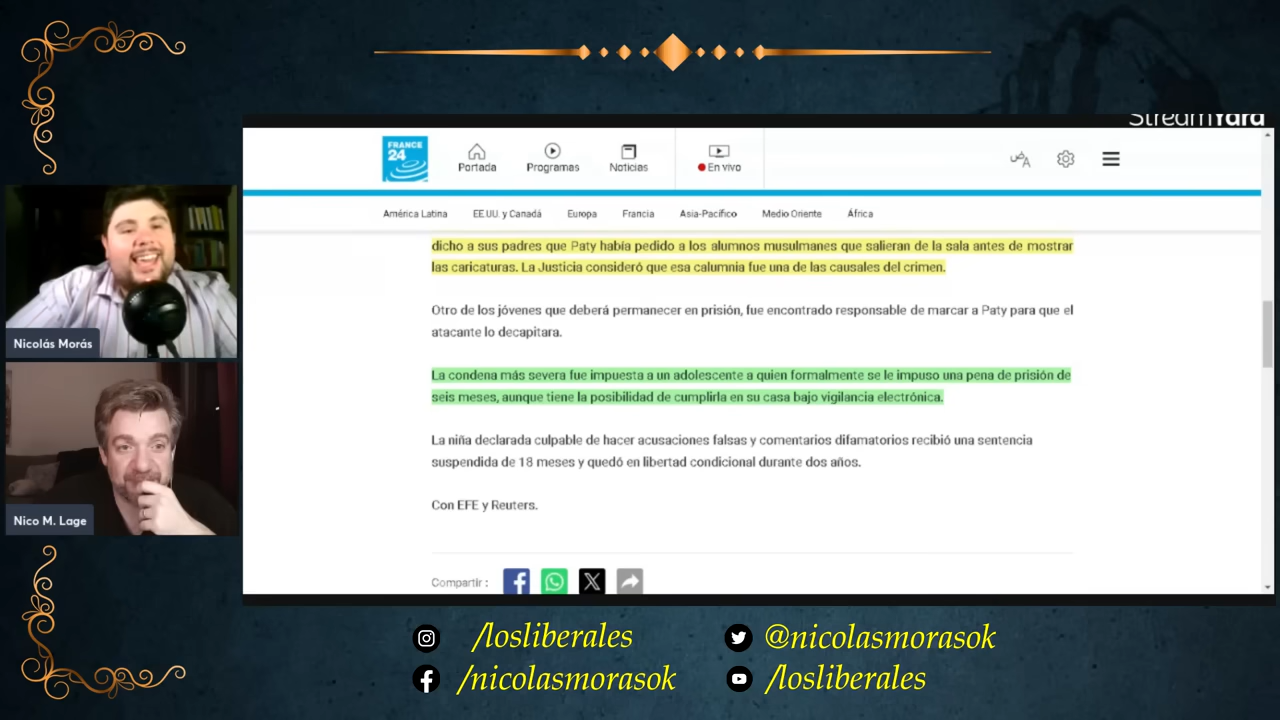 StreamYard
FRANCE
24
Portada
Programas
Noticias
En vivo
América Latina
EE.UU. y Canadá
Europa
Francia
Asia-Pacífico
Medio Oriente
África
dicho a sus padres que Paty había pedido a los alumnos musulmanes que salieran de la sala antes de mostrar
las caricaturas. La Justicia consideró que esa calumnia fue una de las causales del crimen.
Otro de los jóvenes que deberá permanecer en prisión, fue encontrado responsable de marcar a Paty para que el
atacante lo decapitara.
La condena más severa fue impuesta a un adolescente a quien formalmente se le impuso una pena de prisión de
seis meses, aunque tiene la posibilidad de cumplirla en su casa bajo vigilancia electrónica.
La niña declarada culpable de hacer acusaciones falsas y comentarios difamatorios recibió una sentencia
suspendida de 18 meses y quedó en libertad condicional durante dos años.
Con EFE y Reuters.
Compartir :
Nicolás Morás
Nico M. Lage
/losliberales
@nicolasmorasok
/nicolasmorasok
/losliberales